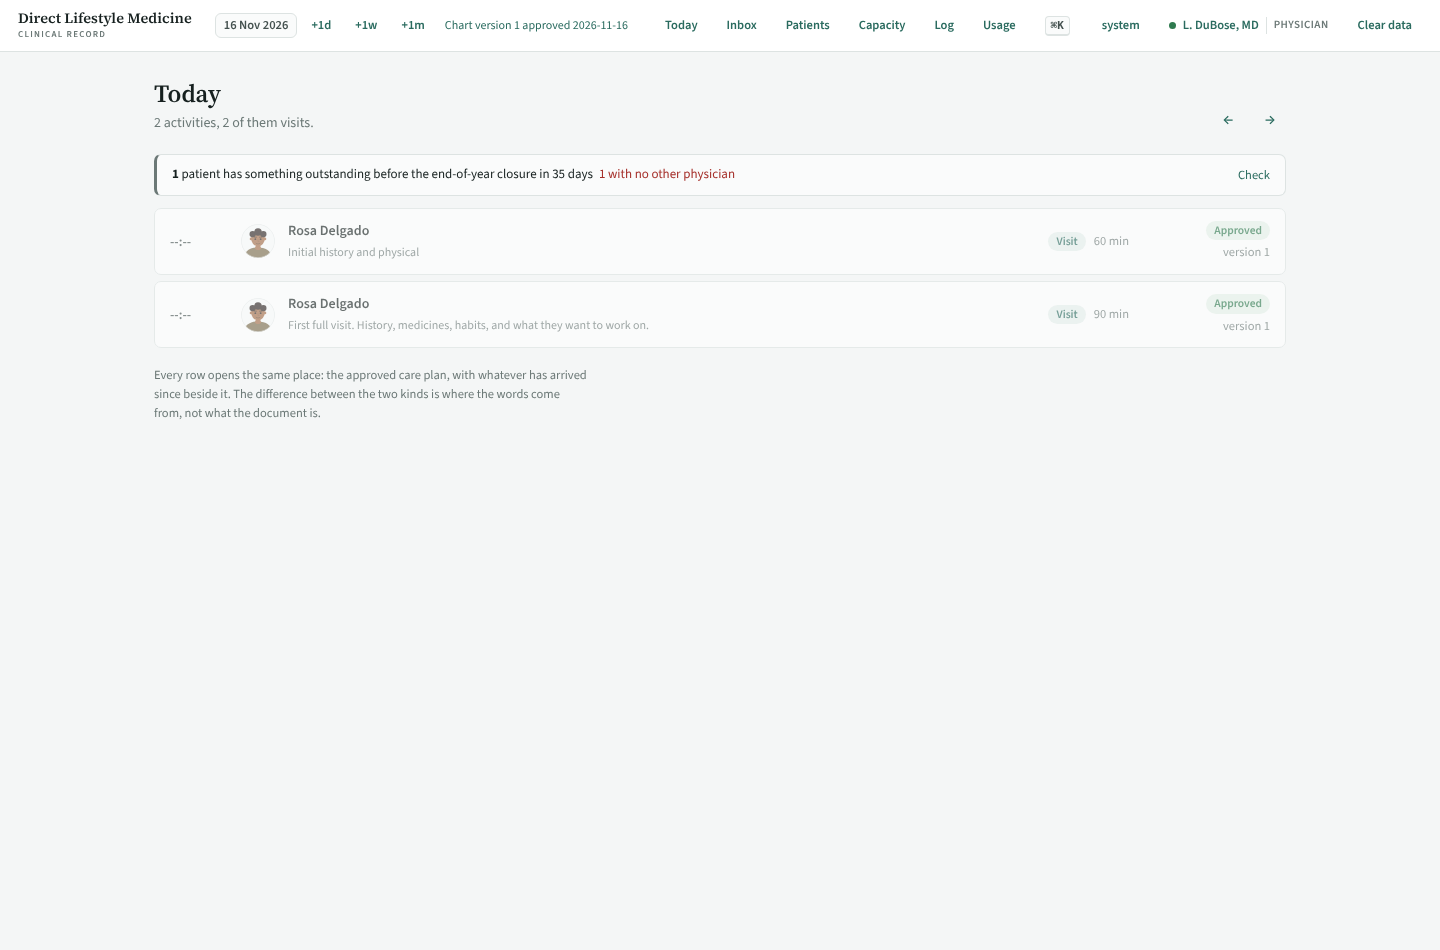 Direct Lifestyle Medicine
CLINICAL RECORD
16 Nov 2026 +1d +1w +1m Chart version 1 approved 2026-11-16 Today Inbox Patients Capacity Log Usage ⌘K system L. DuBose, MD PHYSICIAN Clear data
Today
2 activities, 2 of them visits.
← →
1 patient has something outstanding before the end-of-year closure in 35 days 1 with no other physician Check
--:-- Rosa Delgado Visit 60 min Approved
Initial history and physical version 1
--:-- Rosa Delgado Visit 90 min Approved
First full visit. History, medicines, habits, and what they want to work on. version 1
Every row opens the same place: the approved care plan, with whatever has arrived
since beside it. The difference between the two kinds is where the words come
from, not what the document is.